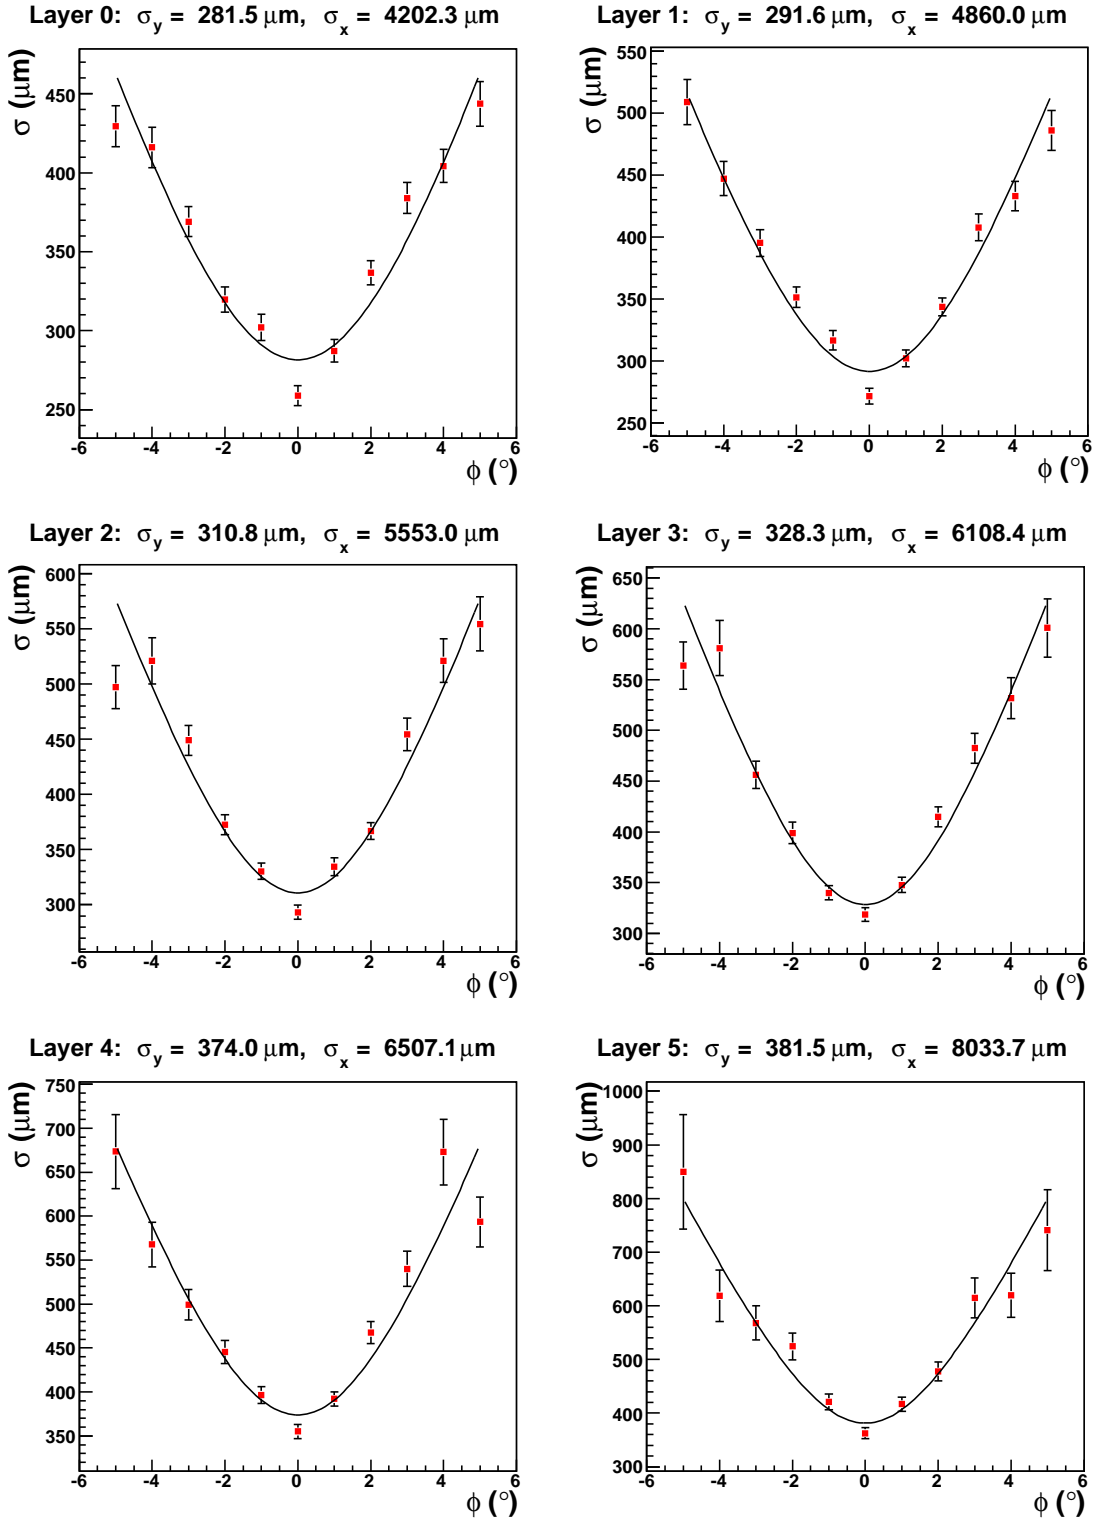 Layer 0: σy = 281.5 μm, σx = 4202.3 μm
σ (μm)
450
400
350
300
250
-6 -4 -2 0 2 4 6
ϕ (°)
Layer 1: σy = 291.6 μm, σx = 4860.0 μm
σ (μm)
550
500
450
400
350
300
250
-6 -4 -2 0 2 4 6
ϕ (°)
Layer 2: σy = 310.8 μm, σx = 5553.0 μm
σ (μm)
600
550
500
450
400
350
300
-6 -4 -2 0 2 4 6
ϕ (°)
Layer 3: σy = 328.3 μm, σx = 6108.4 μm
σ (μm)
650
600
550
500
450
400
350
300
-6 -4 -2 0 2 4 6
ϕ (°)
Layer 4: σy = 374.0 μm, σx = 6507.1 μm
σ (μm)
750
700
650
600
550
500
450
400
350
-6 -4 -2 0 2 4 6
ϕ (°)
Layer 5: σy = 381.5 μm, σx = 8033.7 μm
σ (μm)
1000
900
800
700
600
500
400
300
-6 -4 -2 0 2 4 6
ϕ (°)